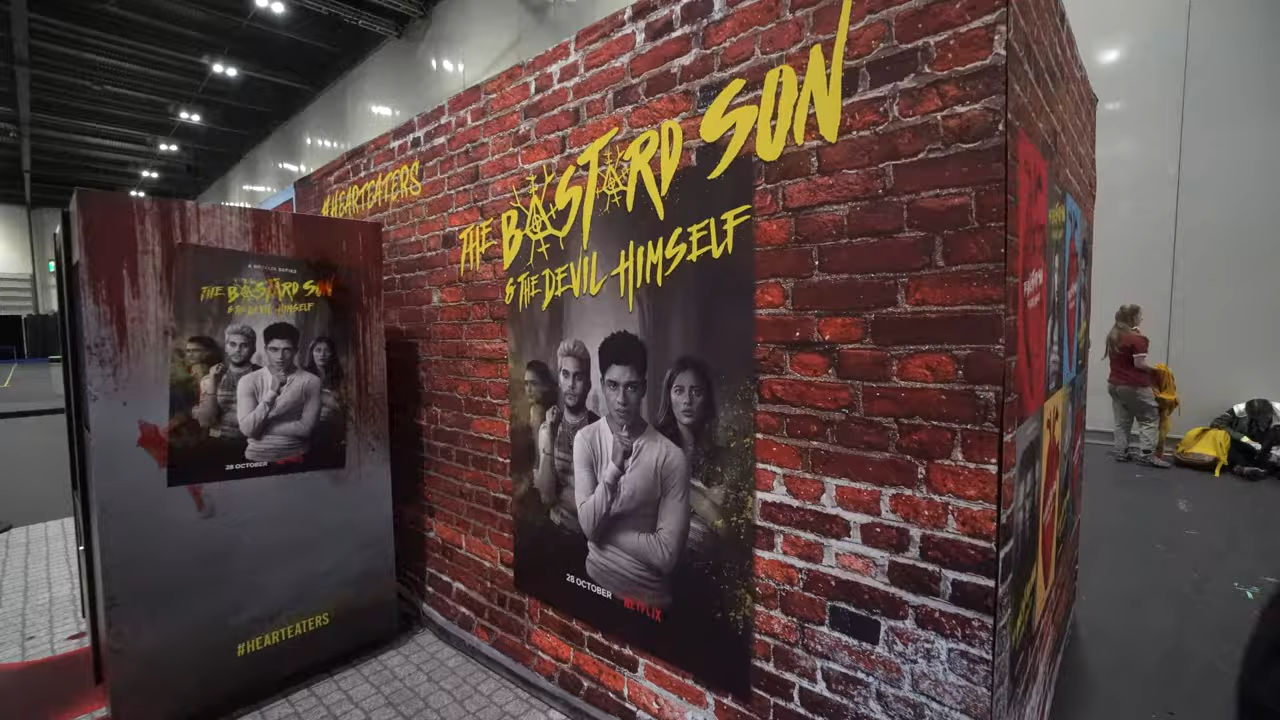 #HEARTEATERS
THE BASTARD SON
& THE DEVIL HIMSELF
28 OCTOBER
NETFLIX
A NETFLIX SERIES
THE BASTARD SON
& THE DEVIL HIMSELF
28 OCTOBER
#HEARTEATERS